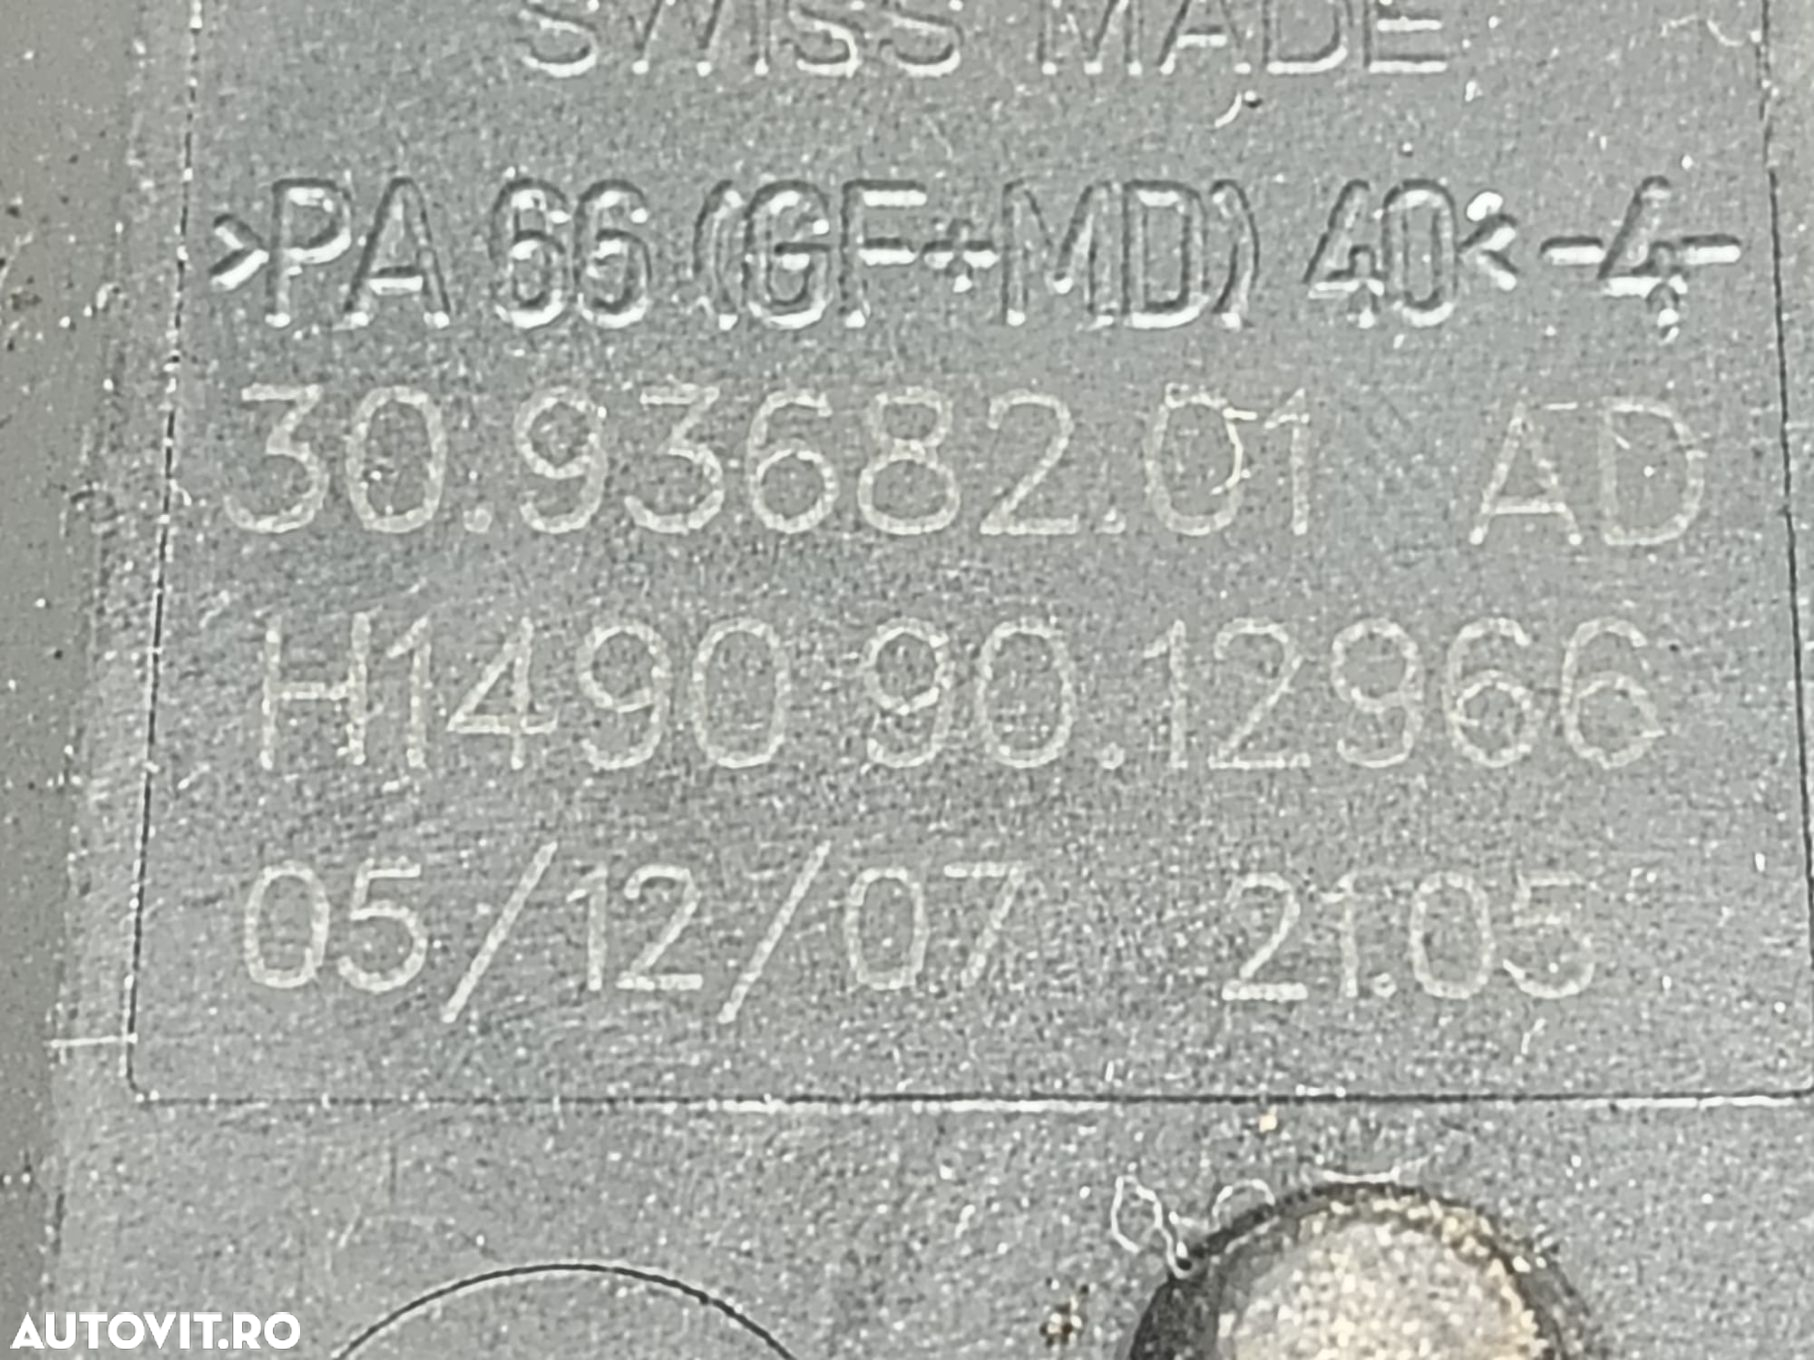 SWISS MADE
>PA 66 (GF+MD) 40< -4-
30.93682.01 AD
H1490 90.12966
05/12/07 21.05
AUTOVIT.RO